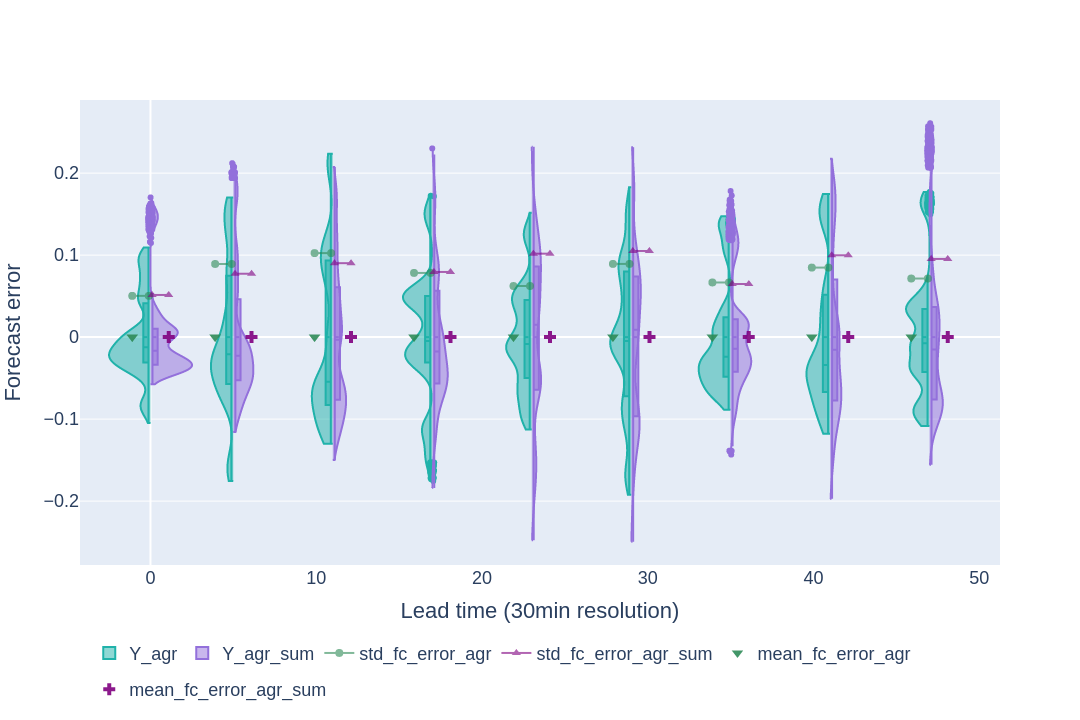 Forecast error
0.2
0.1
0
−0.1
−0.2
0 10 20 30 40 50
Lead time (30min resolution)
Y_agr Y_agr_sum std_fc_error_agr std_fc_error_agr_sum mean_fc_error_agr
mean_fc_error_agr_sum